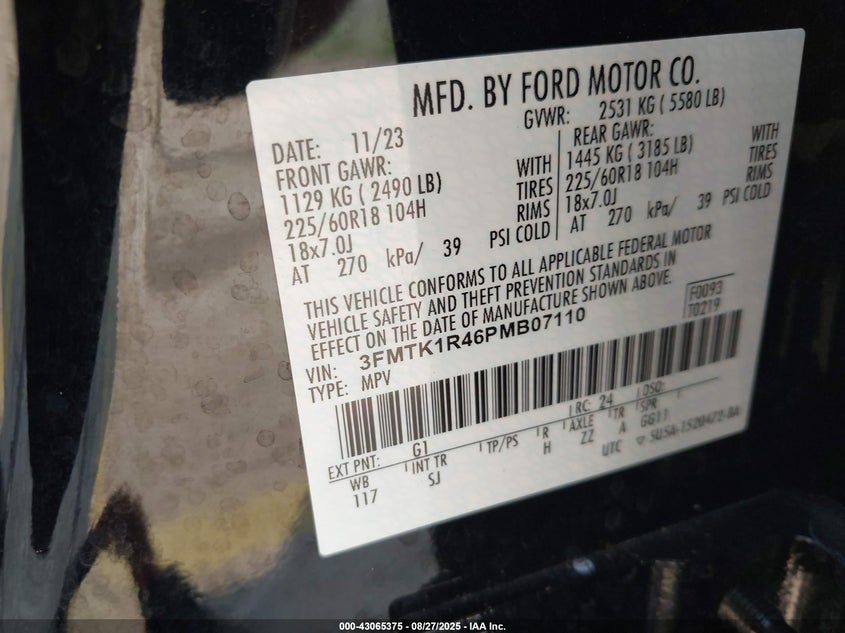 MFD. BY FORD MOTOR CO.
GVWR: 2531 KG ( 5580 LB)
DATE: 11/23
FRONT GAWR:
1129 KG ( 2490 LB) WITH
225/60R18 104H TIRES
18x7.0J RIMS
AT 270 kPa/ 39 PSI COLD
REAR GAWR:
1445 KG ( 3185 LB) WITH
225/60R18 104H TIRES
18x7.0J RIMS
AT 270 kPa/ 39 PSI COLD
THIS VEHICLE CONFORMS TO ALL APPLICABLE FEDERAL MOTOR
VEHICLE SAFETY AND THEFT PREVENTION STANDARDS IN
EFFECT ON THE DATE OF MANUFACTURE SHOWN ABOVE.
F0093
T0219
VIN: 3FMTK1R46PMB07110
TYPE: MPV
EXT PNT: G1 RC: 24 DSO:
WB INT TR TP/PS R AXLE TR SPR
117 SJ H ZZ A GG11
UTC ▽ SU5A-1520472-BA
000-43065375 - 08/27/2025 - IAA Inc.